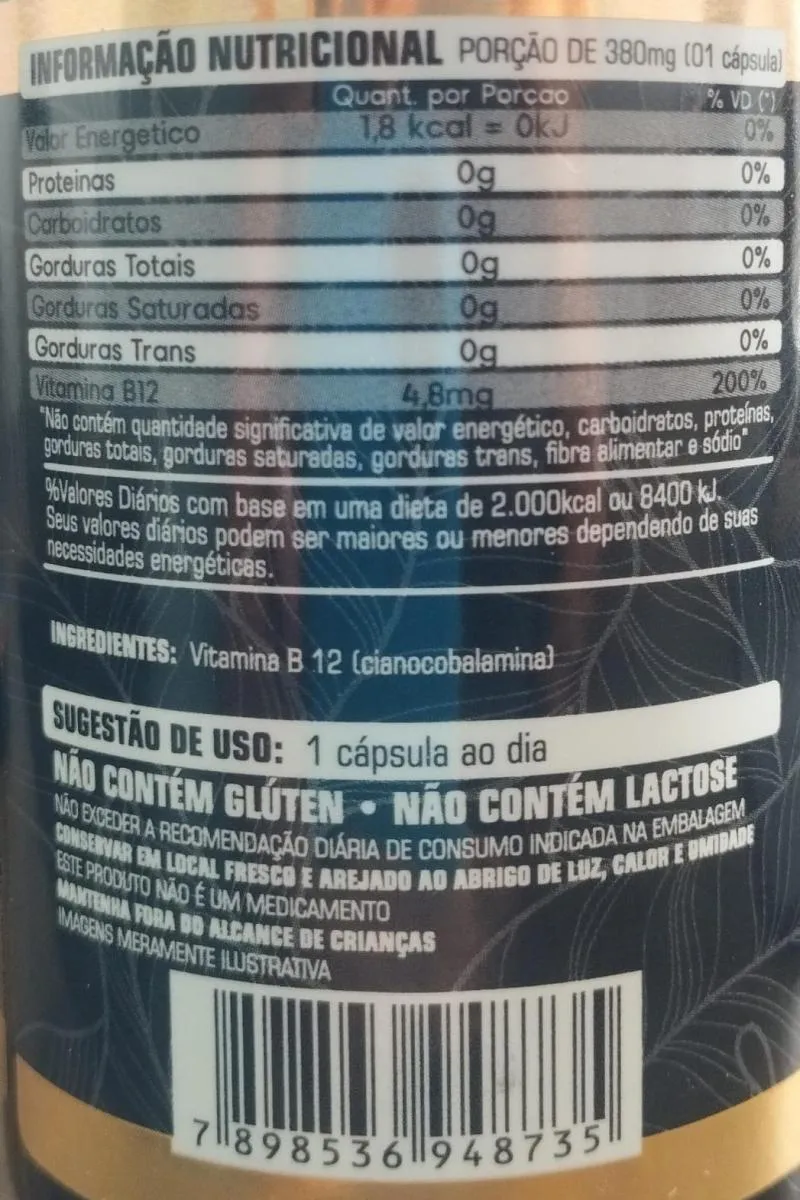 INFORMAÇÃO NUTRICIONAL PORÇÃO DE 380mg (01 cápsula)
Quant. por Porcao % VD (*)
Valor Energetico 1,8 kcal = 0kJ 0%
Proteinas 0g 0%
Carboidratos 0g 0%
Gorduras Totais 0g 0%
Gorduras Saturadas 0g 0%
Gorduras Trans 0g 0%
Vitamina B12 4,8mg 200%
"Não contém quantidade significativa de valor energético, carboidratos, proteínas,
gorduras totais, gorduras saturadas, gorduras trans, fibra alimentar e sódio"
%Valores Diários com base em uma dieta de 2.000kcal ou 8400 kJ.
Seus valores diários podem ser maiores ou menores dependendo de suas
necessidades energéticas.
INGREDIENTES: Vitamina B 12 (cianocobalamina)
SUGESTÃO DE USO: 1 cápsula ao dia
NÃO CONTÉM GLÚTEN • NÃO CONTÉM LACTOSE
NÃO EXCEDER A RECOMENDAÇÃO DIÁRIA DE CONSUMO INDICADA NA EMBALAGEM
CONSERVAR EM LOCAL FRESCO E AREJADO AO ABRIGO DE LUZ, CALOR E UMIDADE
ESTE PRODUTO NÃO É UM MEDICAMENTO
MANTENHA FORA DO ALCANCE DE CRIANÇAS
IMAGENS MERAMENTE ILUSTRATIVA
7 898536 948735